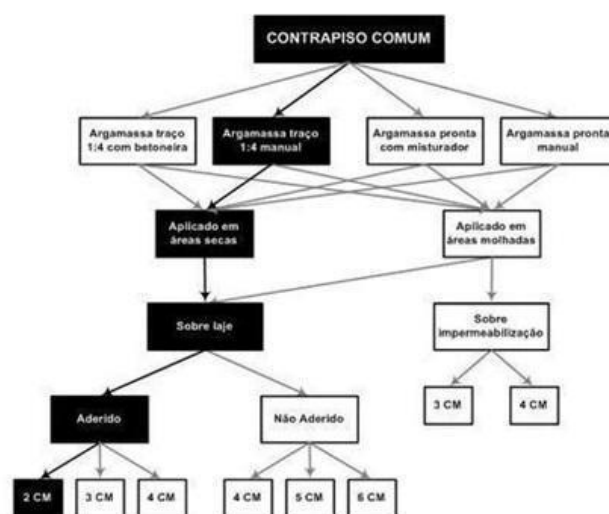 CONTRAPISO COMUM
Argamassa traço
1:4 com betoneira
Argamassa traço
1:4 manual
Argamassa pronta
com misturador
Argamassa pronta
manual
Aplicado em
áreas secas
Aplicado em
áreas molhadas
Sobre laje
Sobre
impermeabilização
3 CM
4 CM
Aderido
Não Aderido
2 CM
3 CM
4 CM
4 CM
5 CM
6 CM